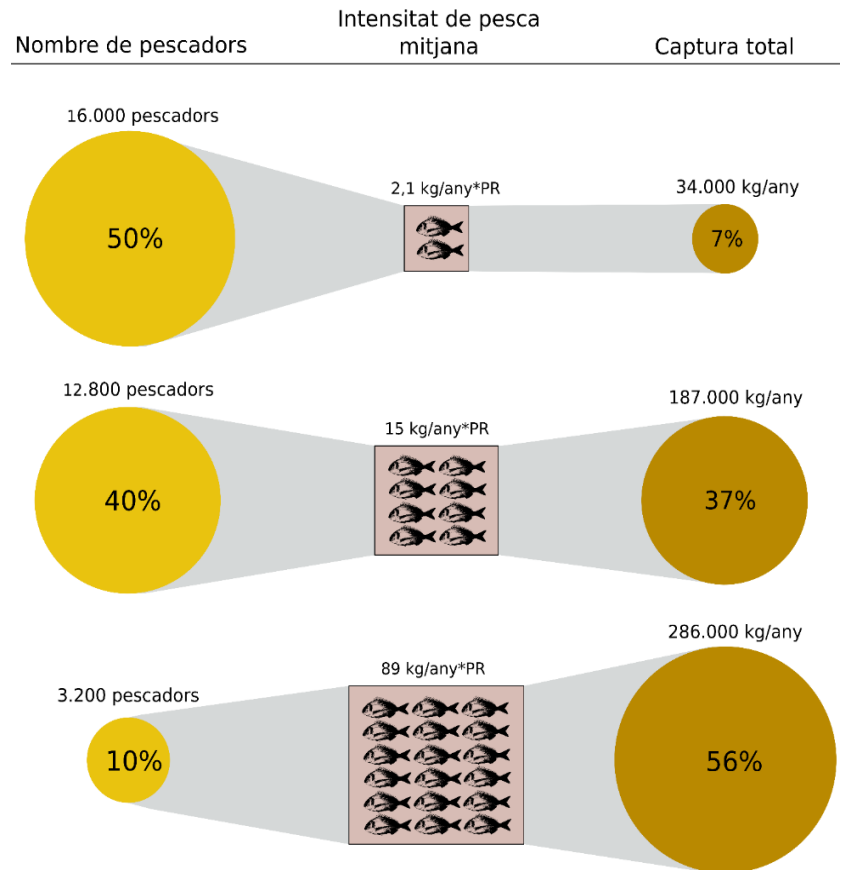 Nombre de pescadors
Intensitat de pesca
mitjana
Captura total
16.000 pescadors
50%
2,1 kg/any*PR
34.000 kg/any
7%
12.800 pescadors
40%
15 kg/any*PR
187.000 kg/any
37%
3.200 pescadors
10%
89 kg/any*PR
286.000 kg/any
56%